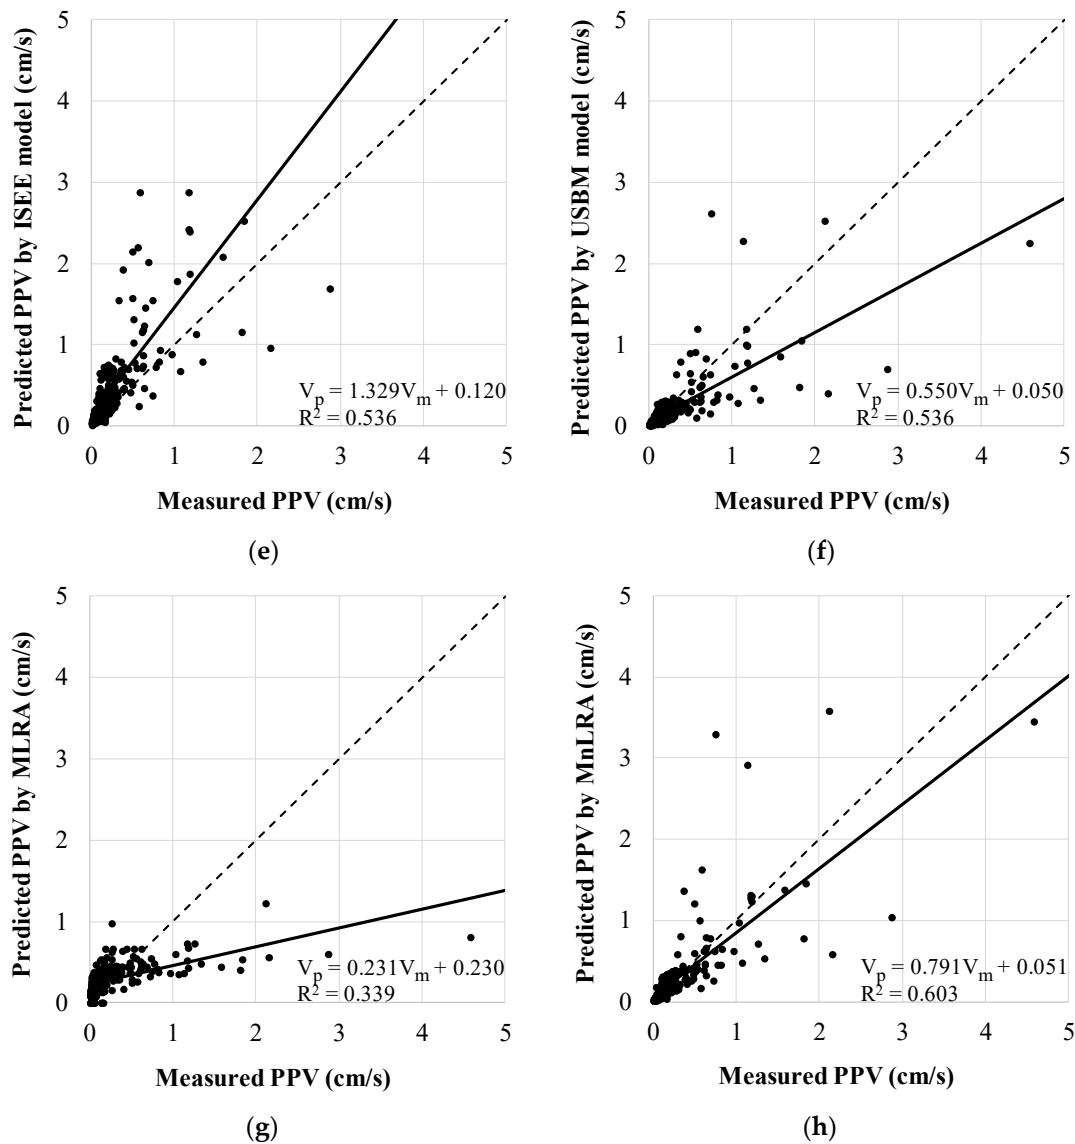 Predicted PPV by ISEE model (cm/s)
5
4
3
2
1
0
V_p = 1.329V_m + 0.120
R² = 0.536
0 1 2 3 4 5
Measured PPV (cm/s)
(e)
Predicted PPV by USBM model (cm/s)
5
4
3
2
1
0
V_p = 0.550V_m + 0.050
R² = 0.536
0 1 2 3 4 5
Measured PPV (cm/s)
(f)
Predicted PPV by MLRA (cm/s)
5
4
3
2
1
0
V_p = 0.231V_m + 0.230
R² = 0.339
0 1 2 3 4 5
Measured PPV (cm/s)
(g)
Predicted PPV by MnLRA (cm/s)
5
4
3
2
1
0
V_p = 0.791V_m + 0.051
R² = 0.603
0 1 2 3 4 5
Measured PPV (cm/s)
(h)